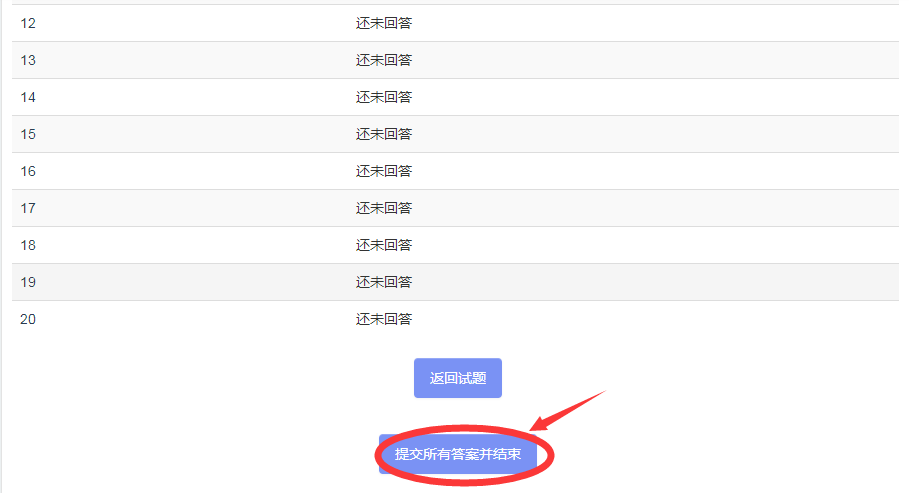 12 还未回答
13 还未回答
14 还未回答
15 还未回答
16 还未回答
17 还未回答
18 还未回答
19 还未回答
20 还未回答
返回试题
提交所有答案并结束